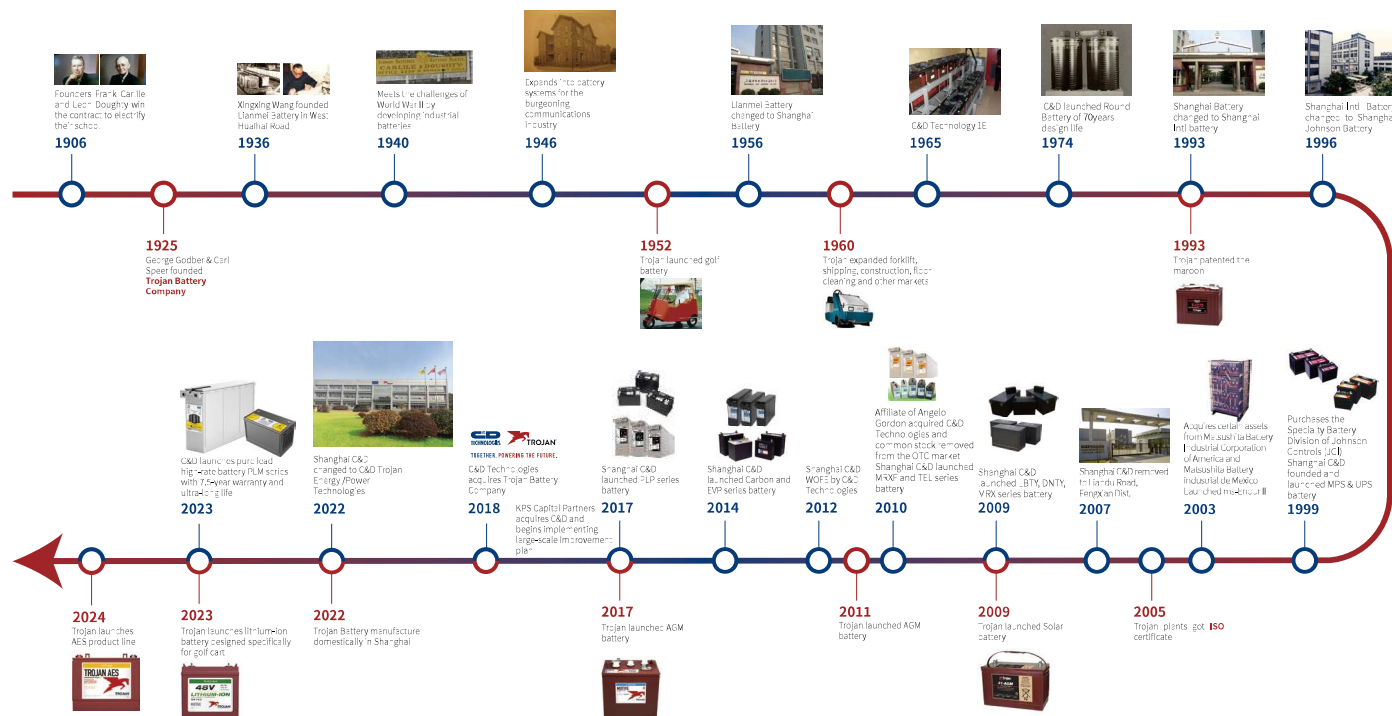 Founders Frank Carlile
and Leon Doughty win
the contract to electrify
their school.
1906
Xingxing Wang founded
Lianmei Battery in West
Huaihai Road
1936
Meets the challenges of
World War II by
developing industrial
batteries
1940
Expands into battery
systems for the
burgeoning
communications
industry
1946
Lianmei Battery
changed to Shanghai
Battery
1956
C&D Technology 1E
1965
C&D launched Round
Battery of 70years
design life
1974
Shanghai Battery
changed to Shanghai
Intl battery
1993
Shanghai Intl Battery
changed to Shanghai
Johnson Battery
1996
1925
George Godber & Carl
Speer founded
Trojan Battery
Company
1952
Trojan launched golf
battery
1960
Trojan expanded forklift,
shipping, construction, floor
cleaning and other markets
1993
Trojan patented the
maroon
C&D launches pure lead
high-rate battery PLM series
with 7.5-year warranty and
ultra-long life
2023
Shanghai C&D
changed to C&D Trojan
Energy /Power
Technologies
2022
C&D TECHNOLOGIES TROJAN
TOGETHER, POWERING THE FUTURE.
C&D Technologies
acquires Trojan Battery
Company
2018
KPS Capital Partners
acquires C&D and
begins implementing
large-scale improvement
plan
Shanghai C&D
launched PLP series
battery
2017
Shanghai C&D
launched Carbon and
EVP series battery
2014
Shanghai C&D
WOFE by C&D
Technologies
2012
Affiliate of Angelo
Gordon acquired C&D
Technologies and
common stock removed
from the OTC market
Shanghai C&D launched
MRXF and TEL series
battery
2010
Shanghai C&D
launched LBTY, DNTY,
VRX series battery
2009
Shanghai C&D removed
to Liandu Road,
Fengxian Dist.
2007
Acquires certain assets
from Matsushita Battery
Industrial Corporation
of America and
Matsushita Battery
industrial de Mexico
Launched msEndur II
2003
Purchases the
Specialty Battery
Division of Johnson
Controls (JCI)
Shanghai C&D
founded and
launched MPS & UPS
battery
1999
2024
Trojan launches
AES product line
TROJAN AES
2023
Trojan launches lithium-ion
battery designed specifically
for golf cart
48V
LITHIUM-ION
TROJAN
2022
Trojan Battery manufacture
domestically in Shanghai
2017
Trojan launched AGM
battery
2011
Trojan launched AGM
battery
2009
Trojan launched Solar
battery
2005
Trojan plants got ISO
certificate